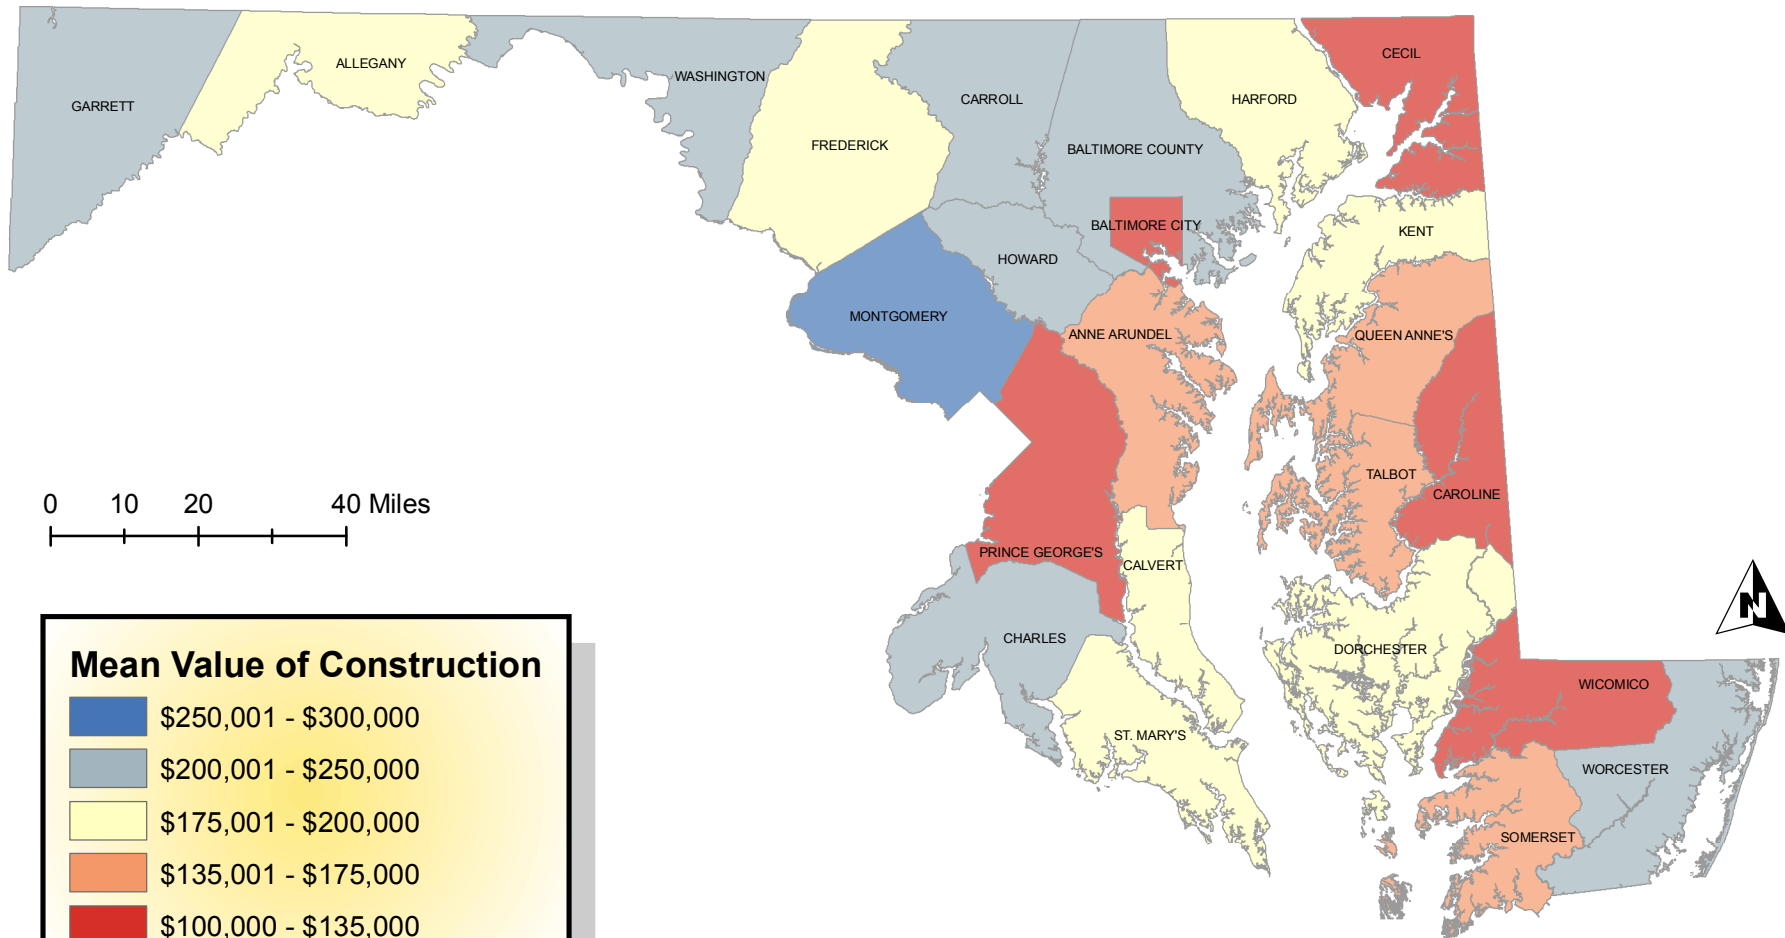 CECIL
ALLEGANY
WASHINGTON
GARRETT
CARROLL
HARFORD
FREDERICK
BALTIMORE COUNTY
BALTIMORE CITY
KENT
HOWARD
MONTGOMERY
ANNE ARUNDEL
QUEEN ANNE'S
TALBOT
CAROLINE
0 10 20 40 Miles
PRINCE GEORGE'S
CALVERT
N
CHARLES
DORCHESTER
WICOMICO
ST. MARY'S
WORCESTER
SOMERSET
Mean Value of Construction
$250,001 - $300,000
$200,001 - $250,000
$175,001 - $200,000
$135,001 - $175,000
$100,000 - $135,000